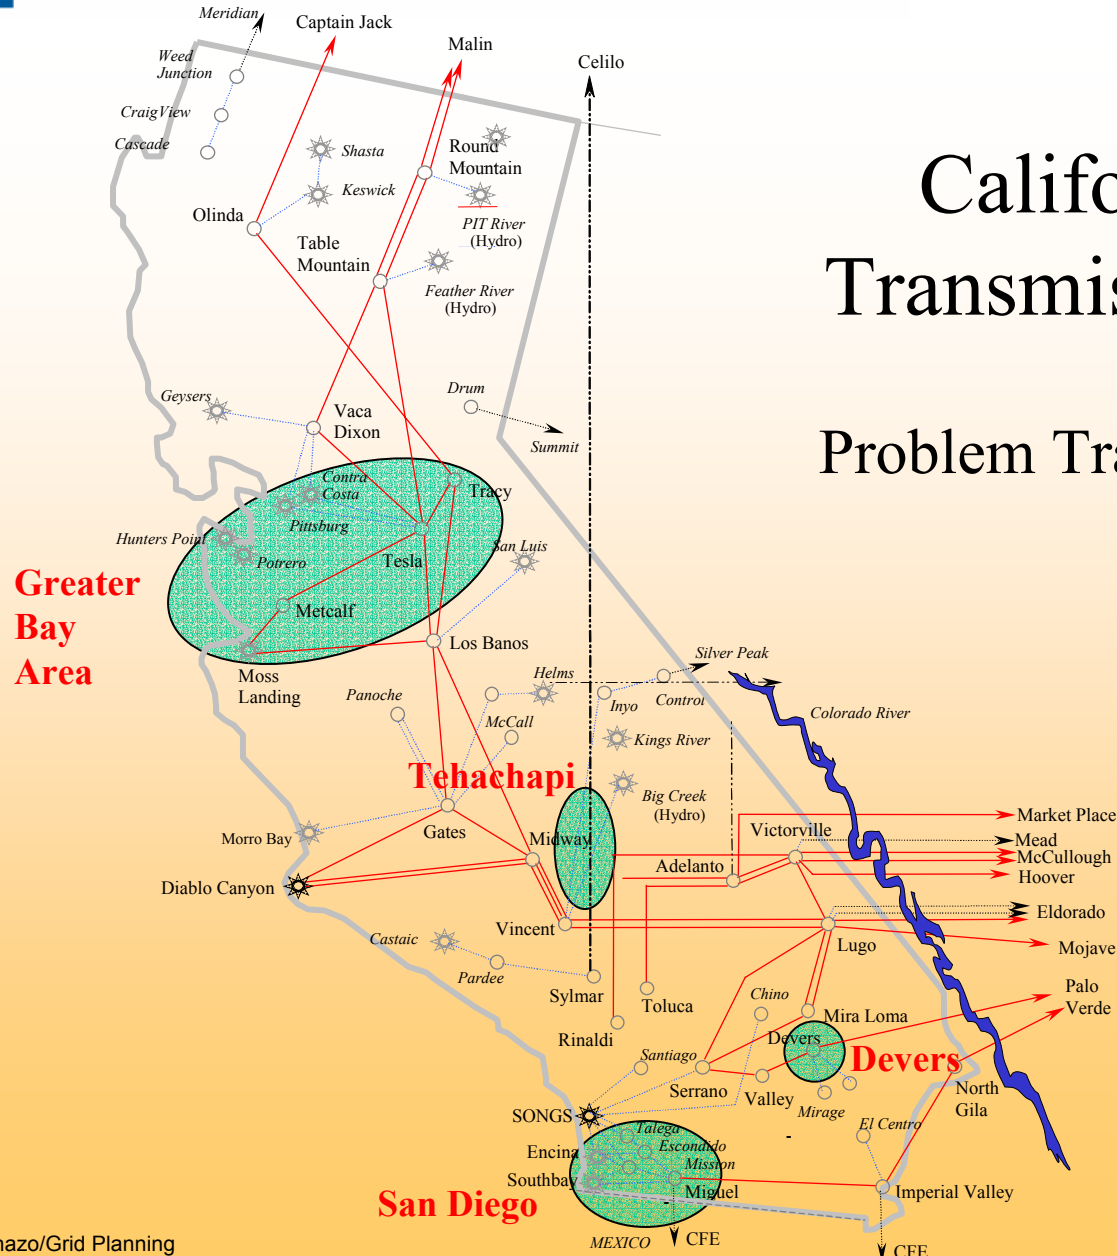 Meridian
Captain Jack
Malin
Weed
Junction
Celilo
CraigView
Cascade
Shasta
Round
Mountain
Keswick
Olinda
PIT River
(Hydro)
Table
Mountain
Feather River
(Hydro)
Califo
Transmis
Problem Tra
Geysers
Drum
Summit
Vaca
Dixon
Contra
Costa
Tracy
Pittsburg
Hunters Point
Potrero
Tesla
San Luis
Greater
Bay
Area
Metcalf
Los Banos
Moss
Landing
Silver Peak
Helms
Inyo
Control
Panoche
McCall
Colorado River
Kings River
Tehachapi
Big Creek
(Hydro)
Market Place
Morro Bay
Gates
Midway
Victorville
Mead
McCullough
Adelanto
Hoover
Diablo Canyon
Eldorado
Vincent
Lugo
Mojave
Castaic
Pardee
Sylmar
Toluca
Chino
Palo
Verde
Rinaldi
Mira Loma
Devers
Devers
Santiago
Serrano
Valley
Mirage
North
Gila
SONGS
Talega
El Centro
Encina
Escondido
Mission
Southbay
Miguel
Imperial Valley
San Diego
MEXICO
CFE
CFE
nazo/Grid Planning